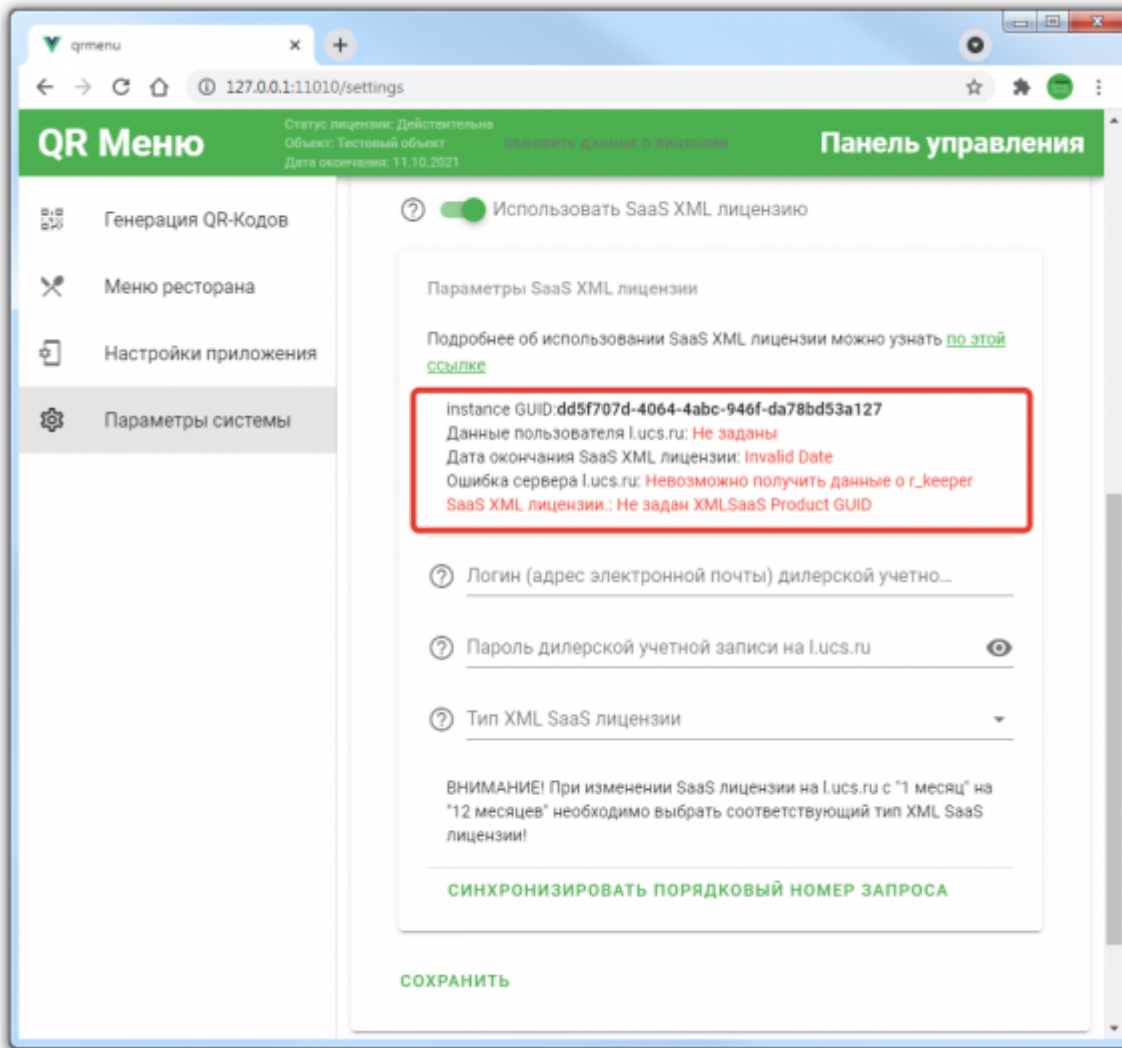 qrmenu
127.0.0.1:11010/settings
QR Меню
Статус лицензии: Действительна
Объект: Тестовый объект
Дата окончания: 11.10.2021
ОБНОВИТЬ ДАННЫЕ О ЛИЦЕНЗИИ
Панель управления
Генерация QR-Кодов
Меню ресторана
Настройки приложения
Параметры системы
Использовать SaaS XML лицензию
Параметры SaaS XML лицензии
Подробнее об использовании SaaS XML лицензии можно узнать по этой
ссылке
instance GUID:dd5f707d-4064-4abc-946f-da78bd53a127
Данные пользователя l.ucs.ru: Не заданы
Дата окончания SaaS XML лицензии: Invalid Date
Ошибка сервера l.ucs.ru: Невозможно получить данные о r_keeper
SaaS XML лицензии.: Не задан XMLSaaS Product GUID
Логин (адрес электронной почты) дилерской учетно...
Пароль дилерской учетной записи на l.ucs.ru
Тип XML SaaS лицензии
ВНИМАНИЕ! При изменении SaaS лицензии на l.ucs.ru с "1 месяц" на
"12 месяцев" необходимо выбрать соответствующий тип XML SaaS
лицензии!
СИНХРОНИЗИРОВАТЬ ПОРЯДКОВЫЙ НОМЕР ЗАПРОСА
СОХРАНИТЬ